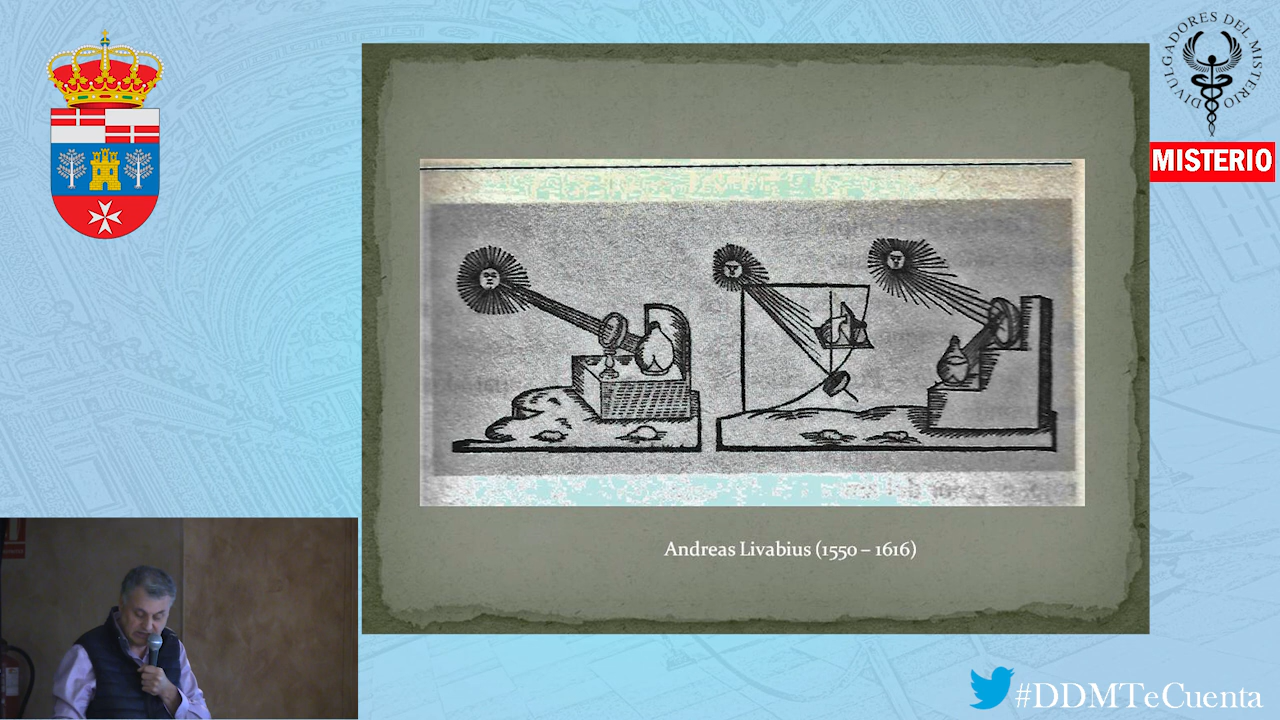 DIVULGADORES DEL MISTERIO
MISTERIO
Andreas Livabius (1550 – 1616)
#DDMTeCuenta